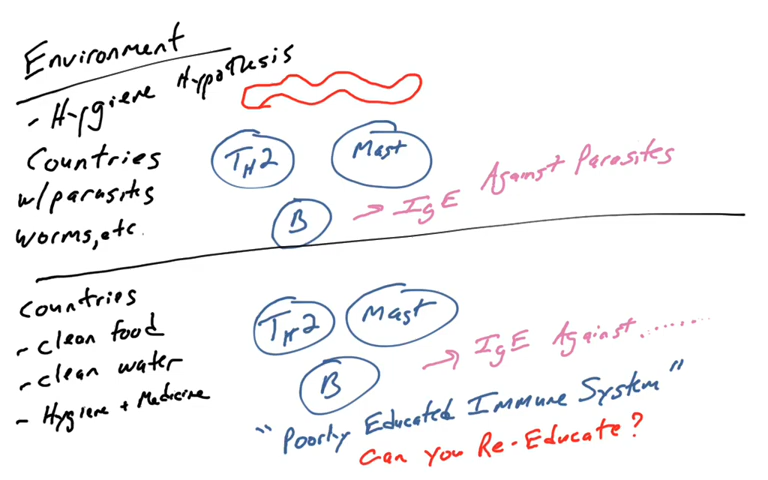 Environment
- Hygiene Hypothesis
Countries
w/parasites
worms, etc.
TH2
Mast
B
→ IgE Against Parasites
Countries
- clean food
- clean water
- Hygiene + Medicine
TH2
Mast
B
→ IgE Against .......
"Poorly Educated Immune System"
Can you Re-Educate?